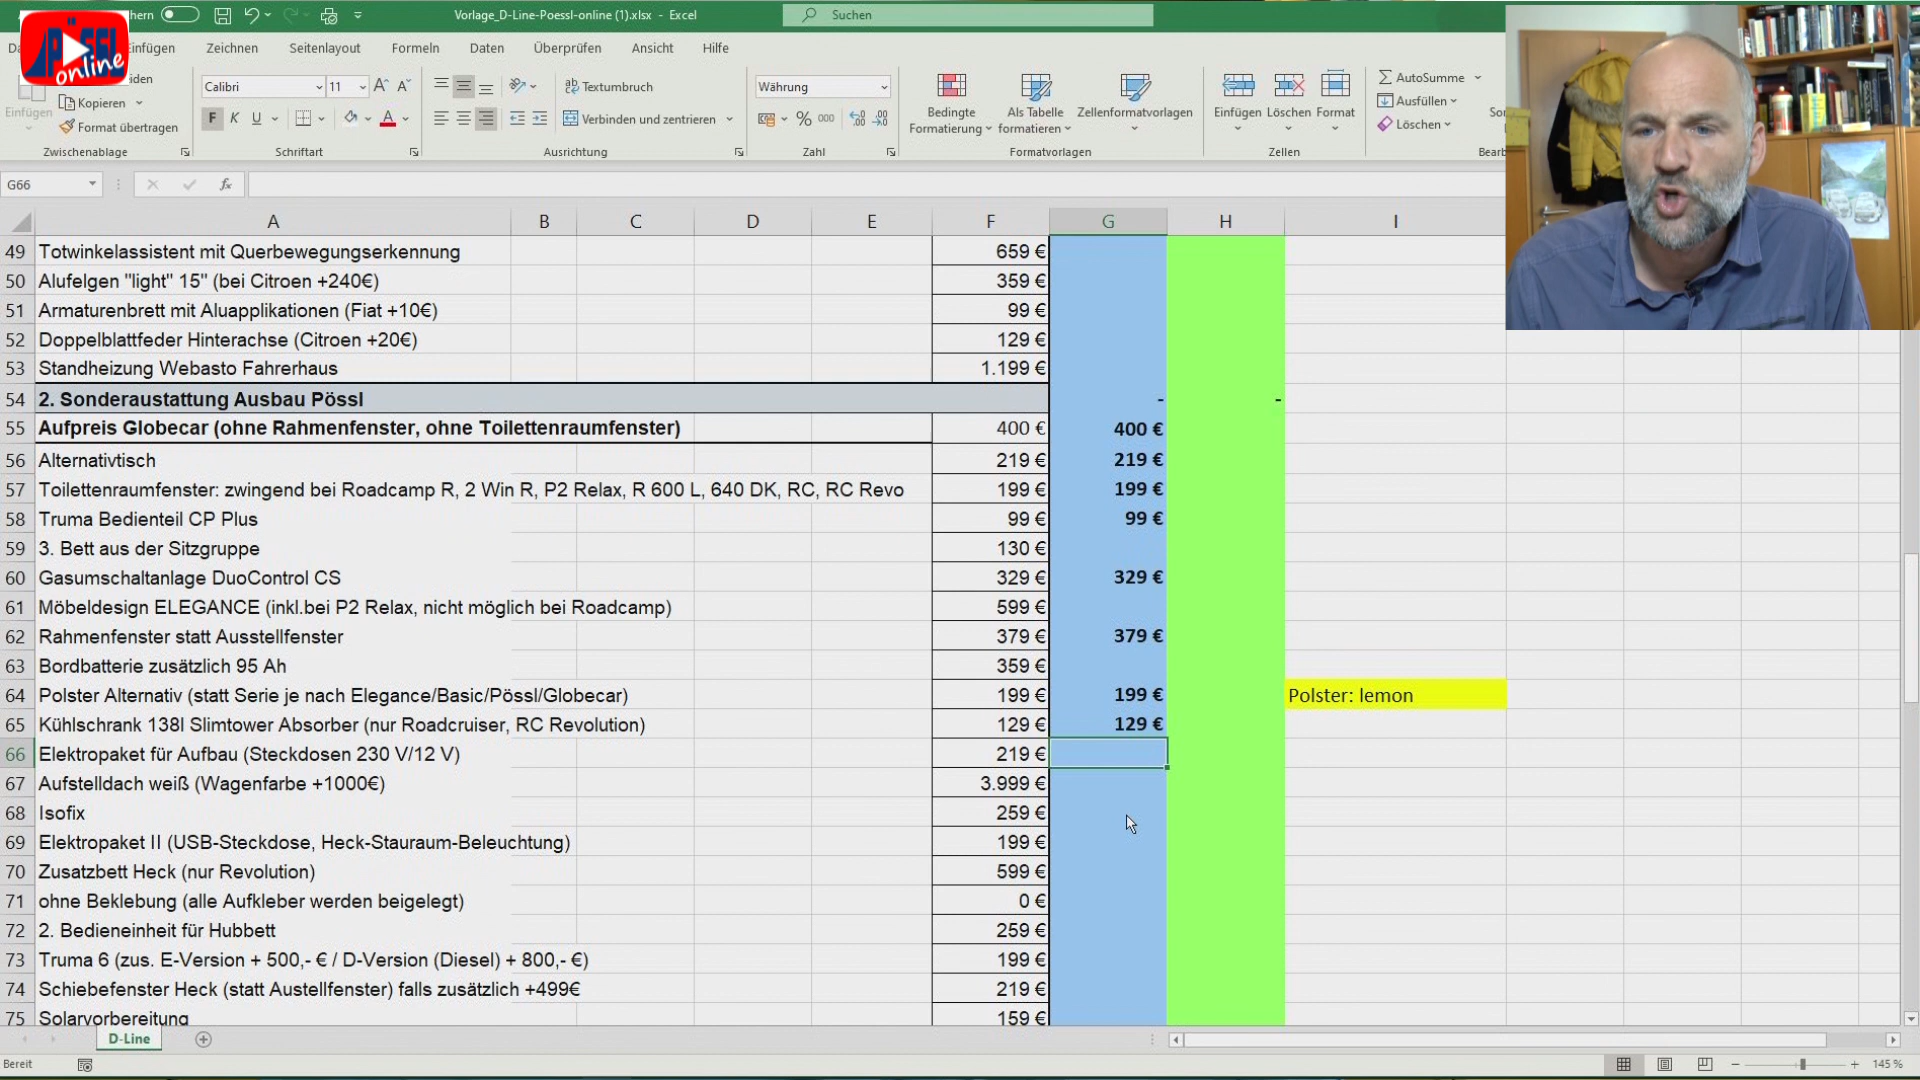 PÖSSL
online
hern
Vorlage_D-Line-Poessl-online (1).xlsx - Excel
Suchen
Einfügen
Zeichnen
Seitenlayout
Formeln
Daten
Überprüfen
Ansicht
Hilfe
Einfügen
Kopieren
Format übertragen
Zwischenablage
Calibri
11
F K U
Schriftart
Textumbruch
Verbinden und zentrieren
Ausrichtung
Währung
% 000
Zahl
Bedingte
Formatierung
Als Tabelle
formatieren
Zellenformatvorlagen
Formatvorlagen
Einfügen
Löschen
Format
Zellen
AutoSumme
Ausfüllen
Löschen
Bearb
G66
fx
A B C D E F G H I
49 Totwinkelassistent mit Querbewegungserkennung 659 €
50 Alufelgen "light" 15" (bei Citroen +240€) 359 €
51 Armaturenbrett mit Aluapplikationen (Fiat +10€) 99 €
52 Doppelblattfeder Hinterachse (Citroen +20€) 129 €
53 Standheizung Webasto Fahrerhaus 1.199 €
54 2. Sonderaustattung Ausbau Pössl - -
55 Aufpreis Globecar (ohne Rahmenfenster, ohne Toilettenraumfenster) 400 € 400 €
56 Alternativtisch 219 € 219 €
57 Toilettenraumfenster: zwingend bei Roadcamp R, 2 Win R, P2 Relax, R 600 L, 640 DK, RC, RC Revo 199 € 199 €
58 Truma Bedienteil CP Plus 99 € 99 €
59 3. Bett aus der Sitzgruppe 130 €
60 Gasumschaltanlage DuoControl CS 329 € 329 €
61 Möbeldesign ELEGANCE (inkl.bei P2 Relax, nicht möglich bei Roadcamp) 599 €
62 Rahmenfenster statt Ausstellfenster 379 € 379 €
63 Bordbatterie zusätzlich 95 Ah 359 €
64 Polster Alternativ (statt Serie je nach Elegance/Basic/Pössl/Globecar) 199 € 199 € Polster: lemon
65 Kühlschrank 138l Slimtower Absorber (nur Roadcruiser, RC Revolution) 129 € 129 €
66 Elektropaket für Aufbau (Steckdosen 230 V/12 V) 219 €
67 Aufstelldach weiß (Wagenfarbe +1000€) 3.999 €
68 Isofix 259 €
69 Elektropaket II (USB-Steckdose, Heck-Stauraum-Beleuchtung) 199 €
70 Zusatzbett Heck (nur Revolution) 599 €
71 ohne Beklebung (alle Aufkleber werden beigelegt) 0 €
72 2. Bedieneinheit für Hubbett 259 €
73 Truma 6 (zus. E-Version + 500,- € / D-Version (Diesel) + 800,- €) 199 €
74 Schiebefenster Heck (statt Austellfenster) falls zusätzlich +499€ 219 €
75 Solarvorbereitung 159 €
D-Line
Bereit
145 %